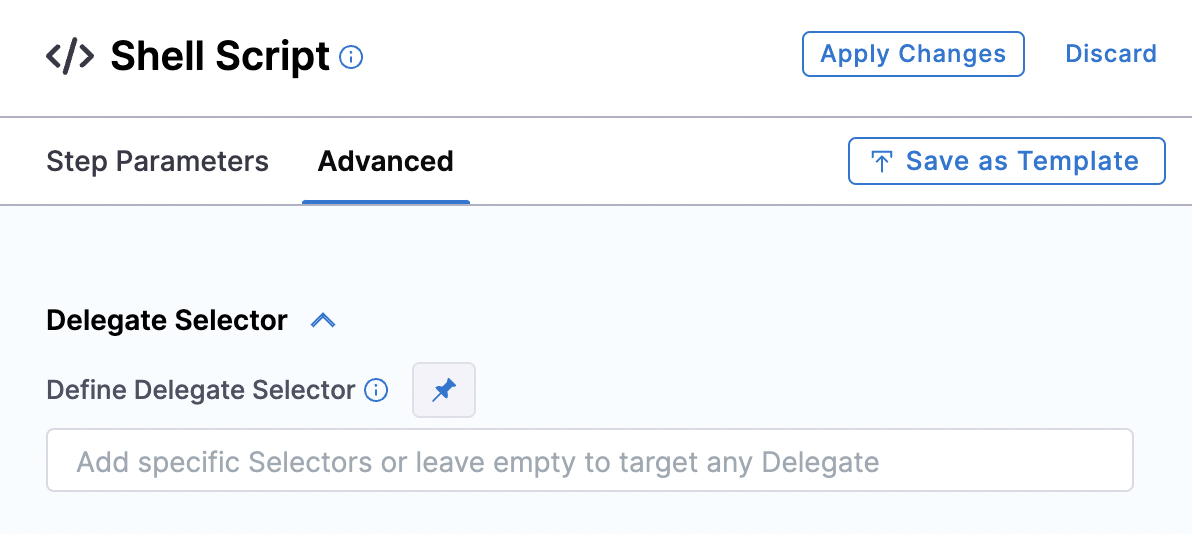 </> Shell Script
Apply Changes
Discard
Step Parameters
Advanced
Save as Template
Delegate Selector
Define Delegate Selector
Add specific Selectors or leave empty to target any Delegate